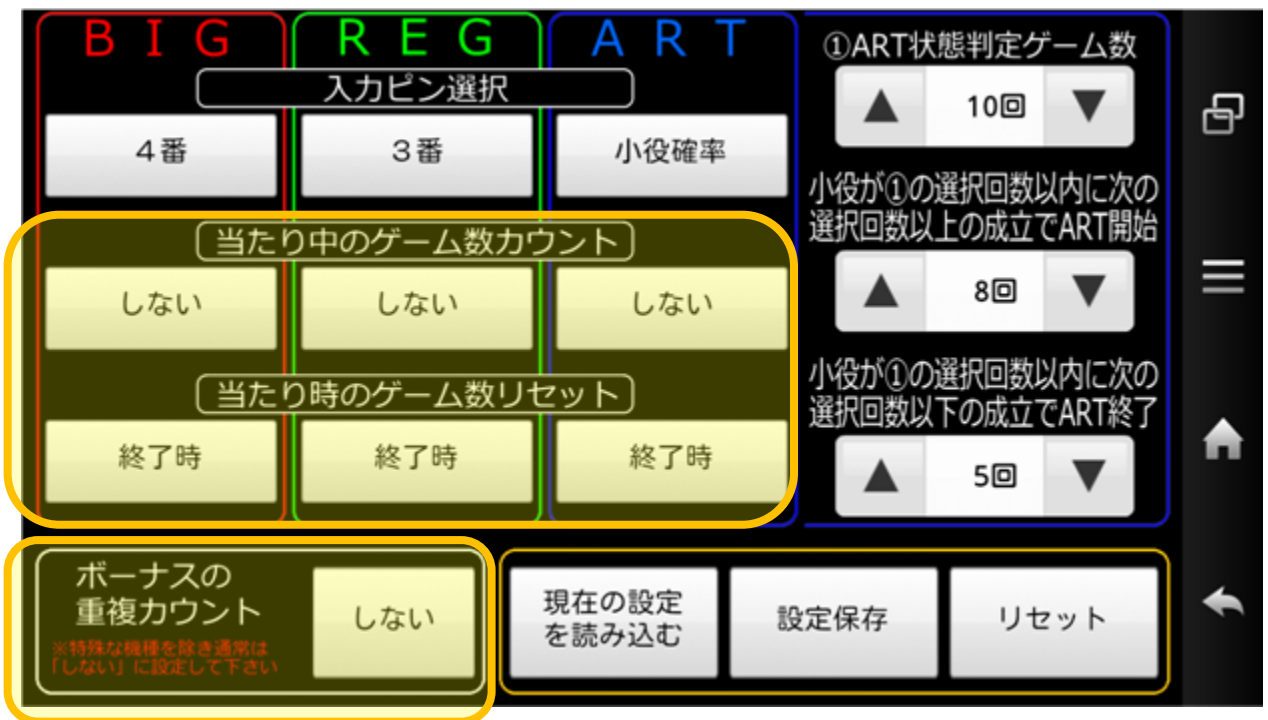 BIG
REG
ART
入力ピン選択
4番
3番
小役確率
当たり中のゲーム数カウント
しない
しない
しない
当たり時のゲーム数リセット
終了時
終了時
終了時
①ART状態判定ゲーム数
▲ 10回 ▼
小役が①の選択回数以内に次の
選択回数以上の成立でART開始
▲ 8回 ▼
小役が①の選択回数以内に次の
選択回数以下の成立でART終了
▲ 5回 ▼
ボーナスの
重複カウント
※特殊な機種を除き通常は
「しない」に設定して下さい
しない
現在の設定
を読み込む
設定保存
リセット